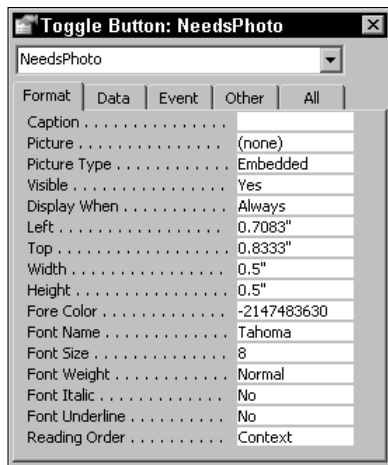 Toggle Button: NeedsPhoto
NeedsPhoto
Format Data Event Other All
Caption . . . . . . . . . . . . . . .
Picture . . . . . . . . . . . . . . . (none)
Picture Type . . . . . . . . . . . Embedded
Visible . . . . . . . . . . . . . . . . Yes
Display When . . . . . . . . . . Always
Left . . . . . . . . . . . . . . . . . . 0.7083"
Top . . . . . . . . . . . . . . . . . . 0.8333"
Width . . . . . . . . . . . . . . . . 0.5"
Height . . . . . . . . . . . . . . . . 0.5"
Fore Color . . . . . . . . . . . . . -2147483630
Font Name . . . . . . . . . . . . Tahoma
Font Size . . . . . . . . . . . . . . 8
Font Weight . . . . . . . . . . . . Normal
Font Italic . . . . . . . . . . . . . No
Font Underline . . . . . . . . . . No
Reading Order . . . . . . . . . . Context